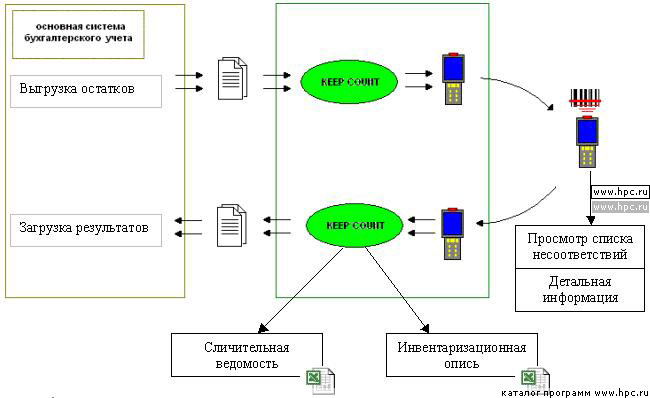 основная система
бухгалтерского учета
Выгрузка остатков
KEEP COUNT
www.hpc.ru
www.hpc.ru
Загрузка результатов
KEEP COUNT
Просмотр списка
несоответствий
Детальная
информация
Сличительная
ведомость
Инвентаризационная
опись
каталог программ www.hpc.ru